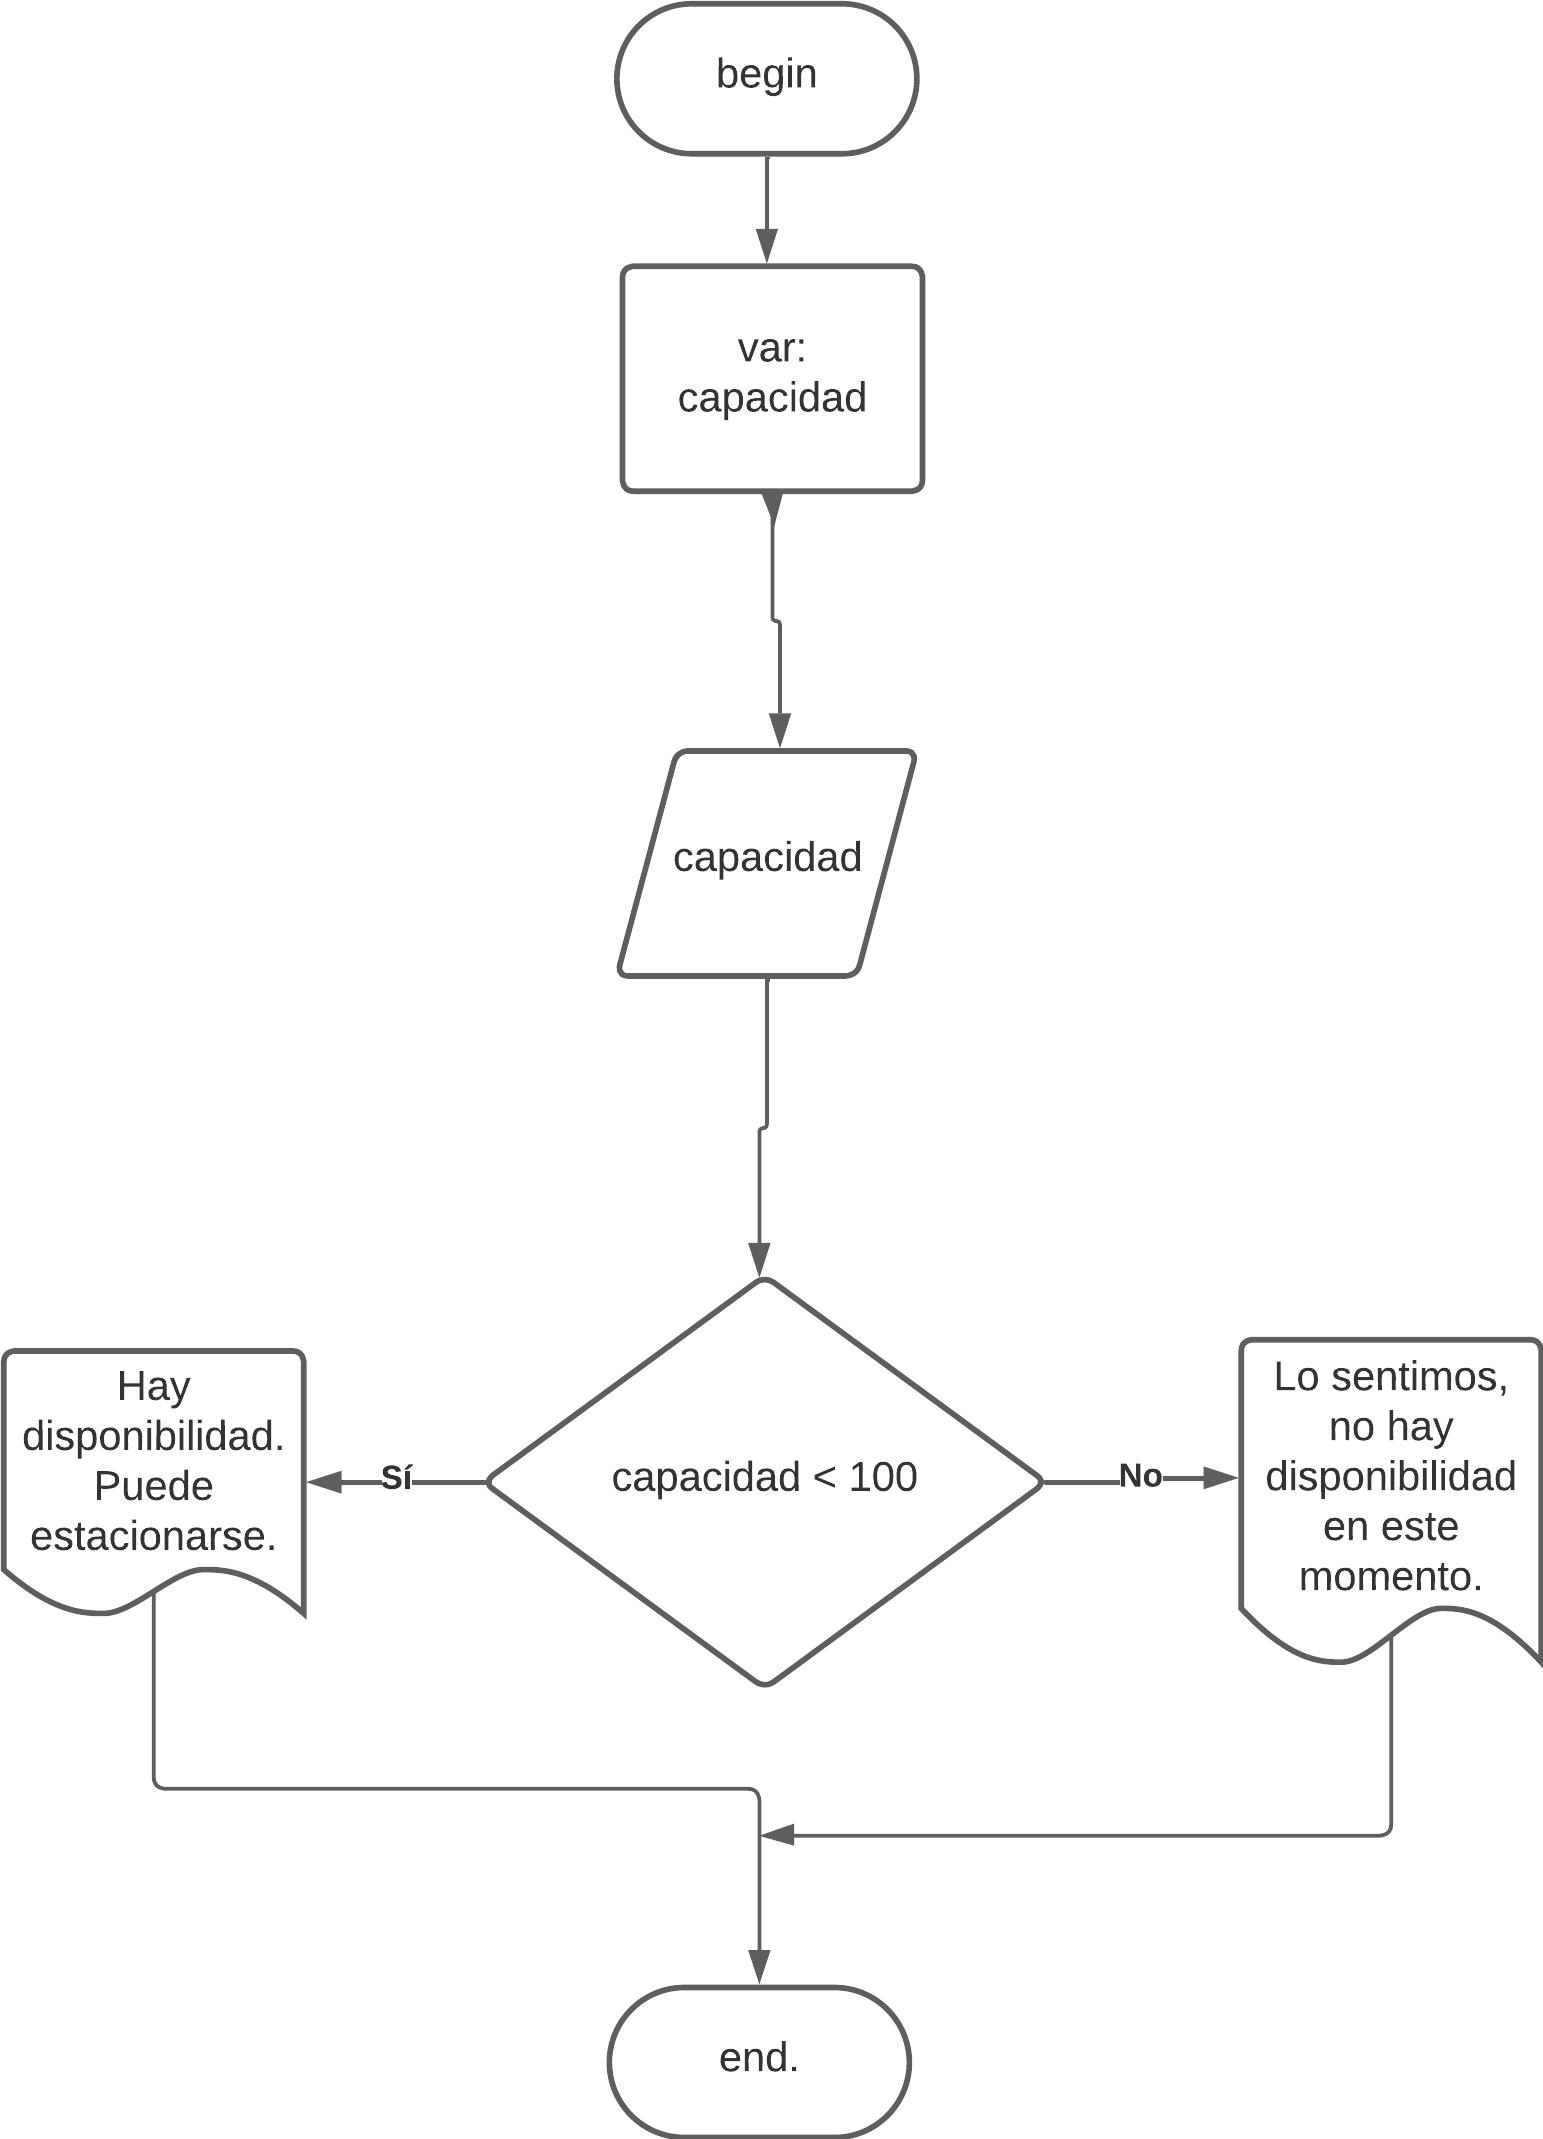 begin
var:
capacidad
capacidad
capacidad < 100
Sí
No
Hay
disponibilidad.
Puede
estacionarse.
Lo sentimos,
no hay
disponibilidad
en este
momento.
end.